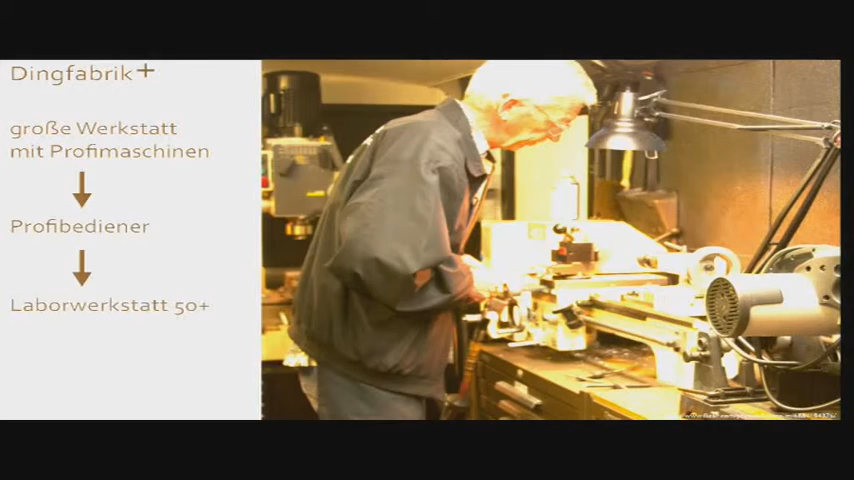 Dingfabrik+
große Werkstatt
mit Profimaschinen
Profibediener
Laborwerkstatt 50+